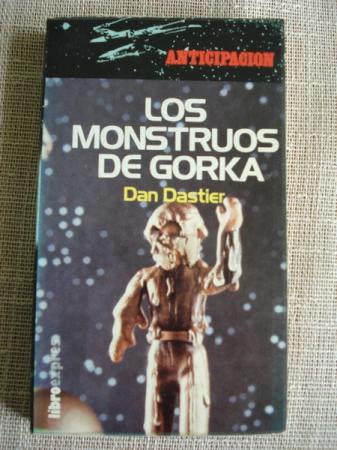 ANTICIPACION
LOS
MONSTRUOS
DE GORKA
Dan Dastier
libroexpres